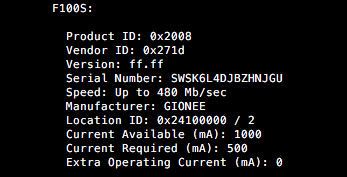 F100S:
Product ID: 0x2008
Vendor ID: 0x271d
Version: ff.ff
Serial Number: SWSK6L4DJBZHNJGU
Speed: Up to 480 Mb/sec
Manufacturer: GIONEE
Location ID: 0x24100000 / 2
Current Available (mA): 1000
Current Required (mA): 500
Extra Operating Current (mA): 0